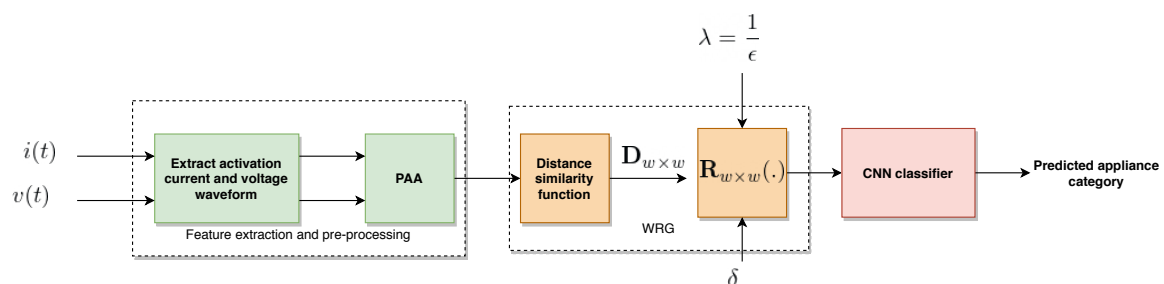 λ = 1/ϵ
i(t)
v(t)
Extract activation
current and voltage
waveform
PAA
Feature extraction and pre-processing
Distance
similarity
function
D_{w×w}
R_{w×w}(.)
WRG
δ
CNN classifier
Predicted appliance
category